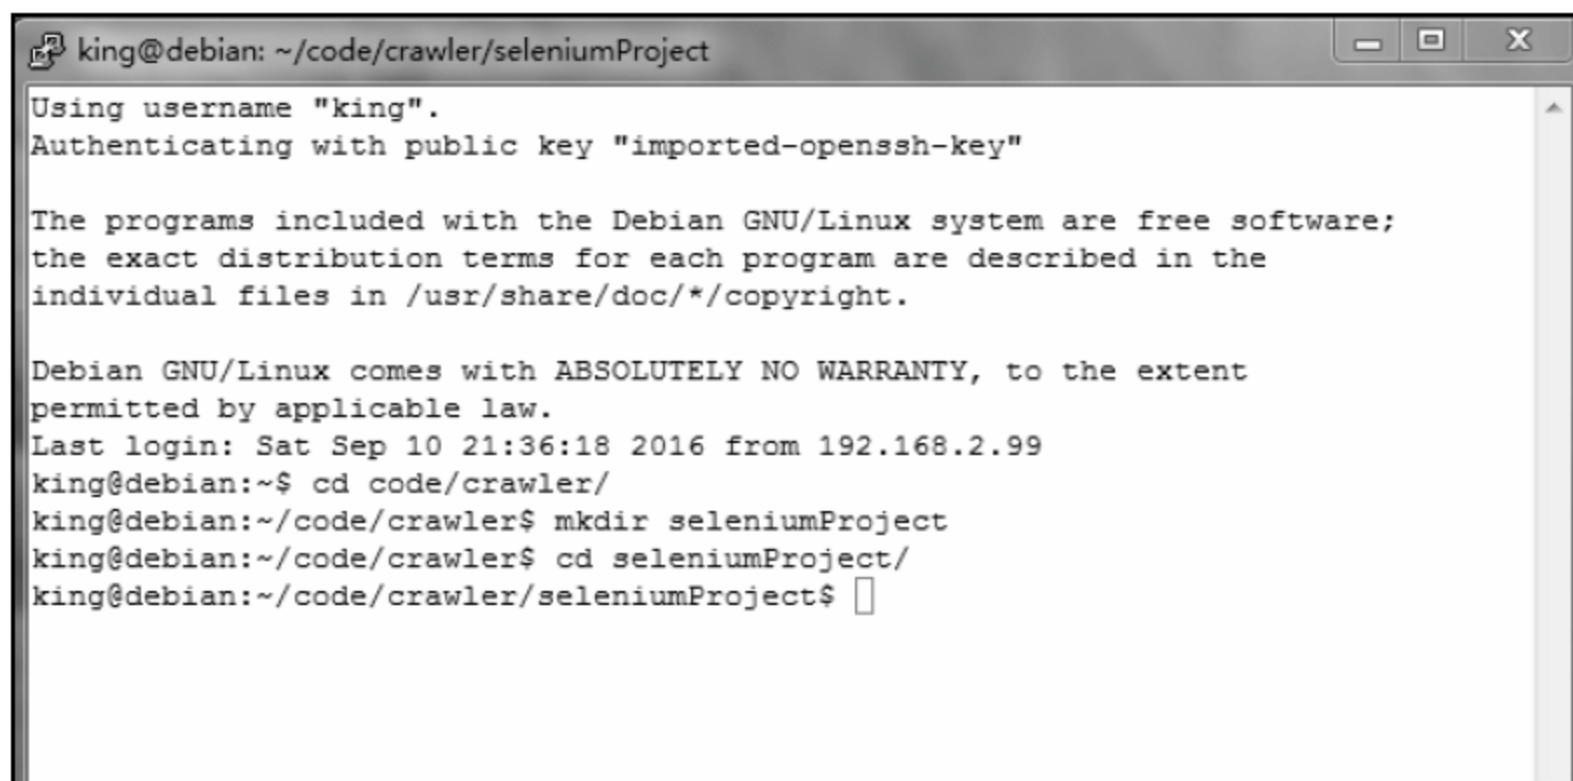 king@debian: ~/code/crawler/seleniumProject
Using username "king".
Authenticating with public key "imported-openssh-key"
The programs included with the Debian GNU/Linux system are free software;
the exact distribution terms for each program are described in the
individual files in /usr/share/doc/*/copyright.
Debian GNU/Linux comes with ABSOLUTELY NO WARRANTY, to the extent
permitted by applicable law.
Last login: Sat Sep 10 21:36:18 2016 from 192.168.2.99
king@debian:~$ cd code/crawler/
king@debian:~/code/crawler$ mkdir seleniumProject
king@debian:~/code/crawler$ cd seleniumProject/
king@debian:~/code/crawler/seleniumProject$